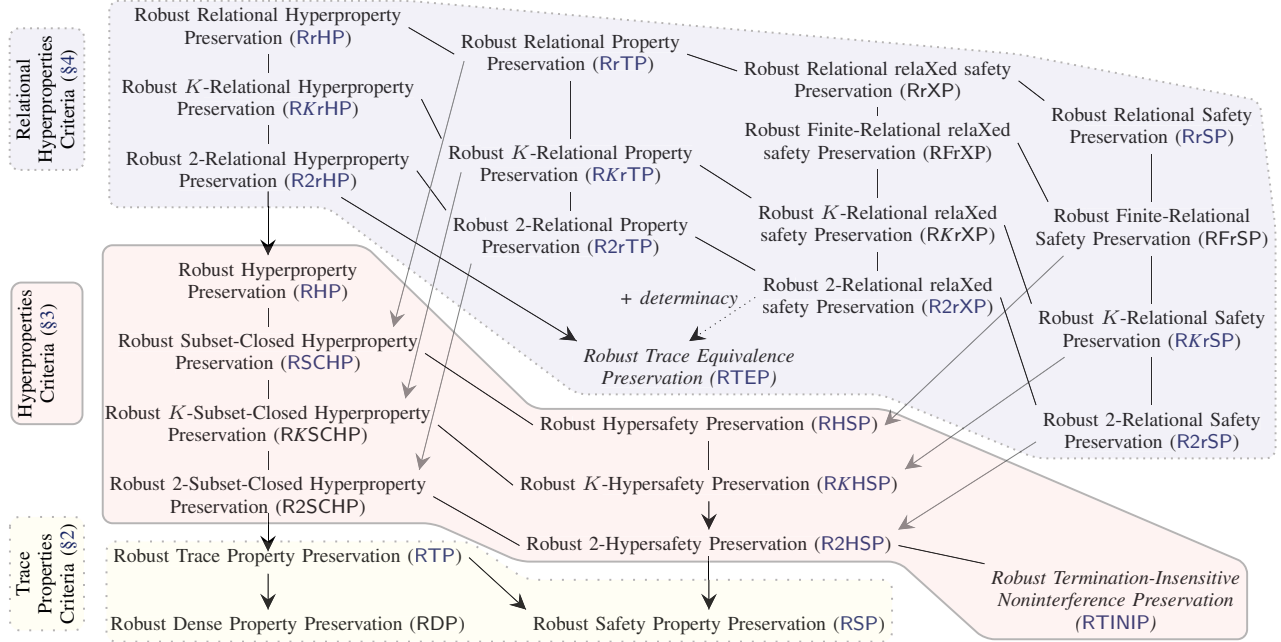 Relational
Hyperproperties
Criteria (§4)
Robust Relational Hyperproperty
Preservation (RrHP)
Robust K-Relational Hyperproperty
Preservation (RKrHP)
Robust 2-Relational Hyperproperty
Preservation (R2rHP)
Robust Relational Property
Preservation (RrTP)
Robust K-Relational Property
Preservation (RKrTP)
Robust 2-Relational Property
Preservation (R2rTP)
Robust Relational relaXed safety
Preservation (RrXP)
Robust Finite-Relational relaXed
safety Preservation (RFrXP)
Robust K-Relational relaXed
safety Preservation (RKrXP)
Robust 2-Relational relaXed
safety Preservation (R2rXP)
Robust Relational Safety
Preservation (RrSP)
Robust Finite-Relational
Safety Preservation (RFrSP)
Robust K-Relational Safety
Preservation (RKrSP)
Robust 2-Relational Safety
Preservation (R2rSP)
+ determinacy
Robust Trace Equivalence
Preservation (RTEP)
Hyperproperties
Criteria (§3)
Robust Hyperproperty
Preservation (RHP)
Robust Subset-Closed Hyperproperty
Preservation (RSCHP)
Robust K-Subset-Closed Hyperproperty
Preservation (RKSCHP)
Robust 2-Subset-Closed Hyperproperty
Preservation (R2SCHP)
Robust Hypersafety Preservation (RHSP)
Robust K-Hypersafety Preservation (RKHSP)
Robust 2-Hypersafety Preservation (R2HSP)
Robust Termination-Insensitive
Noninterference Preservation
(RTINIP)
Trace
Properties
Criteria (§2)
Robust Trace Property Preservation (RTP)
Robust Dense Property Preservation (RDP)
Robust Safety Property Preservation (RSP)